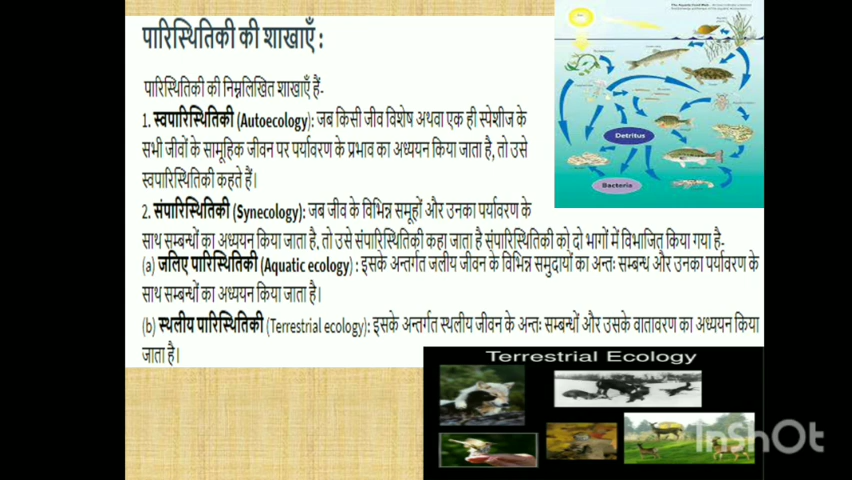 पारिस्थितिकी की शाखाएँ :
पारिस्थितिकी की निम्नलिखित शाखाएँ हैं-
1. स्वपारिस्थितिकी (Autoecology): जब किसी जीव विशेष अथवा एक ही स्पेशीज के
सभी जीवों के सामूहिक जीवन पर पर्यावरण के प्रभाव का अध्ययन किया जाता है, तो उसे
स्वपारिस्थितिकी कहते हैं।
2. संपारिस्थितिकी (Synecology): जब जीव के विभिन्न समूहों और उनका पर्यावरण के
साथ सम्बन्धों का अध्ययन किया जाता है. तो उसे संपारिस्थितिकी कहा जाता है संपारिस्थितिकी को दो भागों में विभाजित किया गया है-
(a) जलिए पारिस्थितिकी (Aquatic ecology) : इसके अन्तर्गत जलीय जीवन के विभिन्न समुदायों का अन्तः सम्बन्ध और उनका पर्यावरण के
साथ सम्बन्धों का अध्ययन किया जाता है।
(b) स्थलीय पारिस्थितिकी (Terrestrial ecology): इसके अन्तर्गत स्थलीय जीवन के अन्तः सम्बन्धों और उसके वातावरण का अध्ययन किया
जाता है।
The Aquatic Food Web
Detritus
Bacteria
Terrestrial Ecology
InShOt